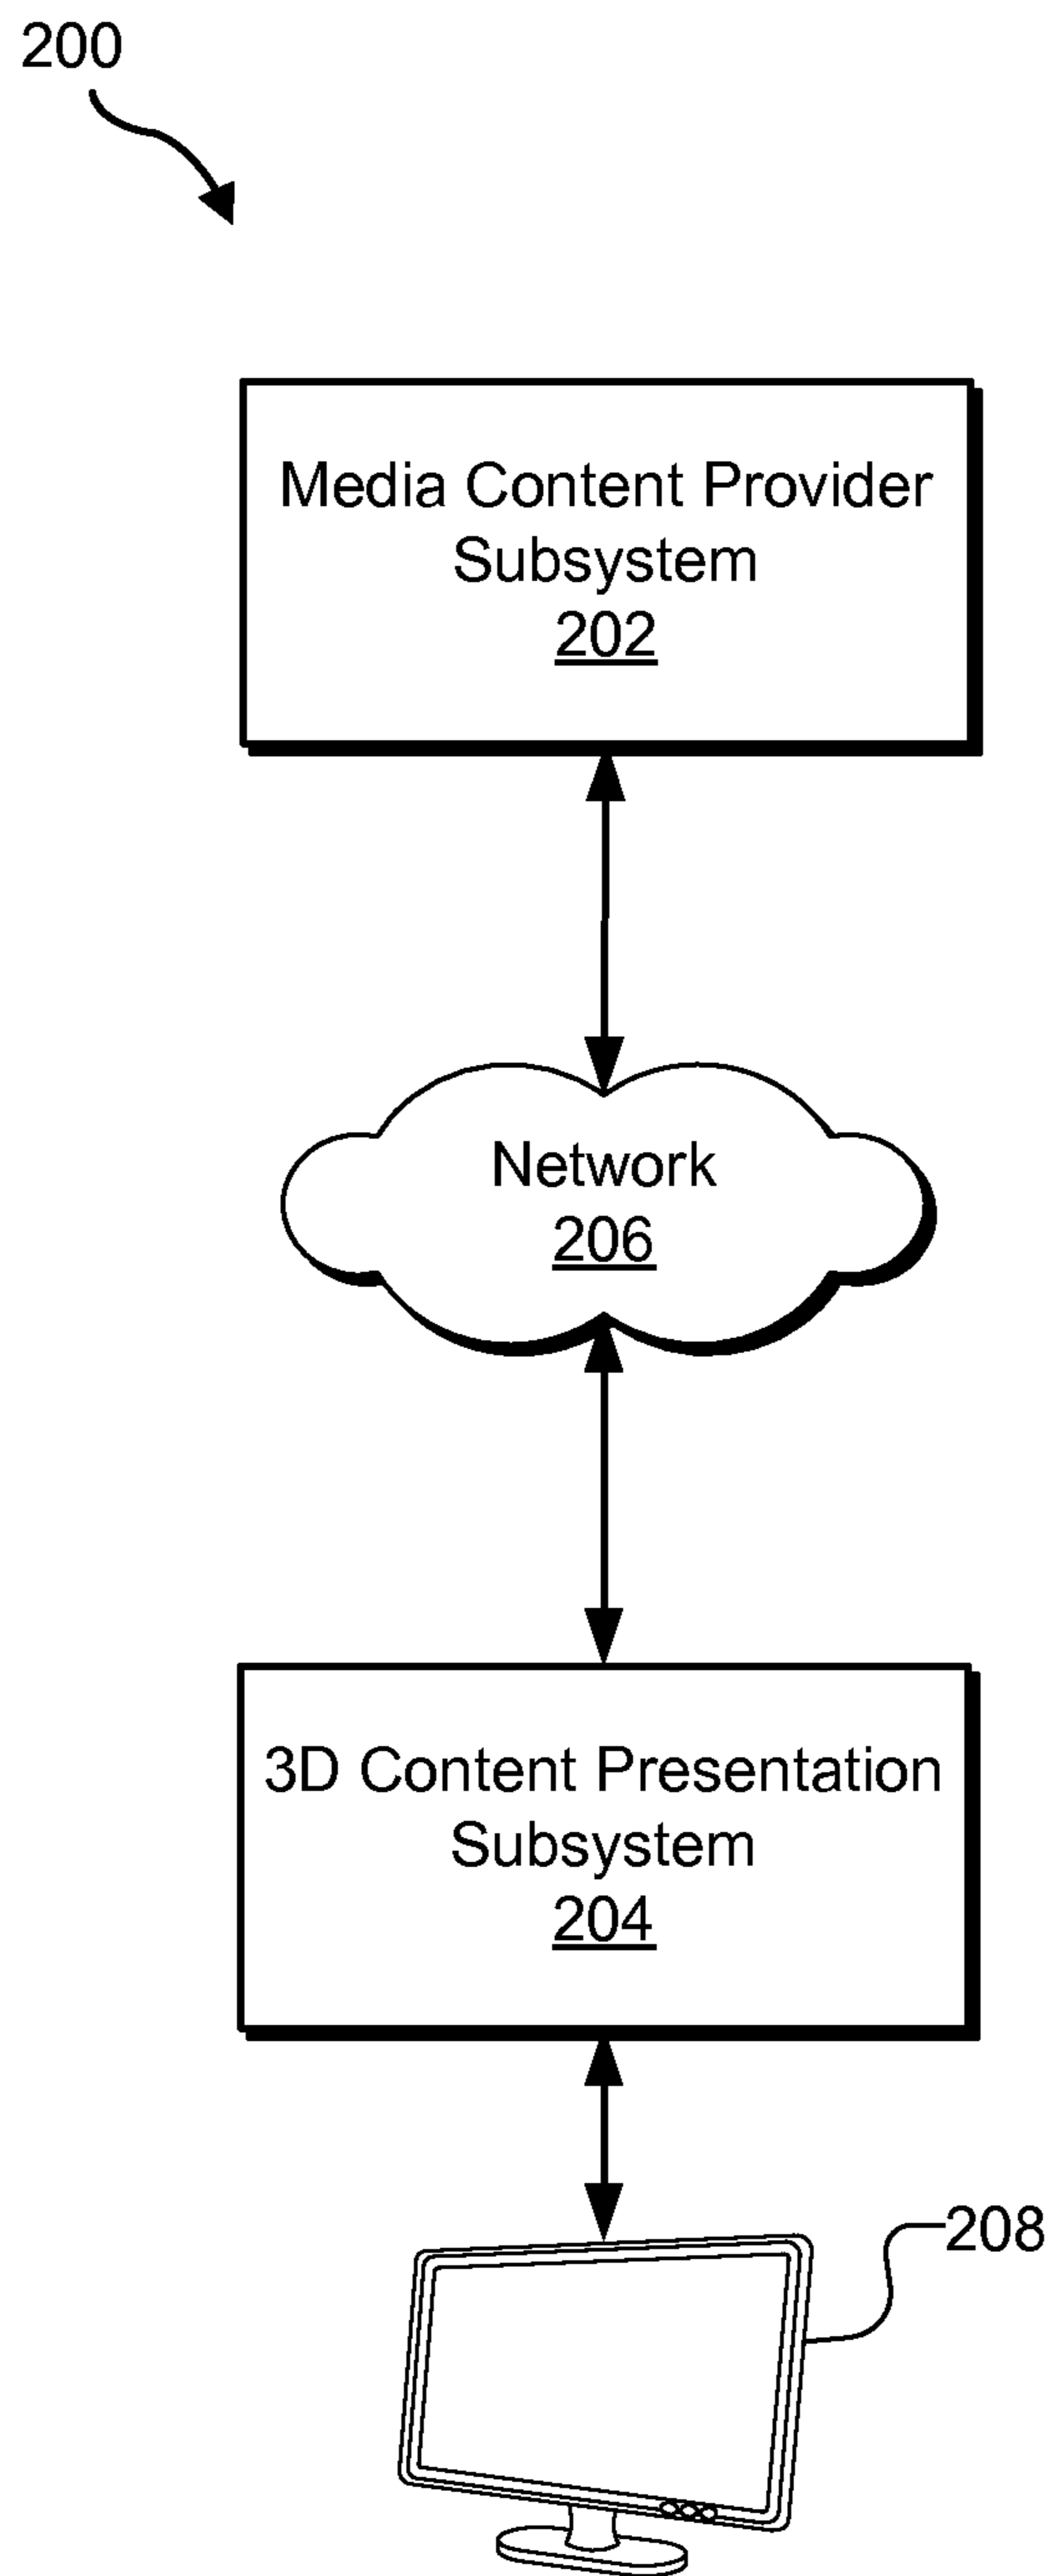 200
Media Content Provider
Subsystem
202
Network
206
3D Content Presentation
Subsystem
204
208